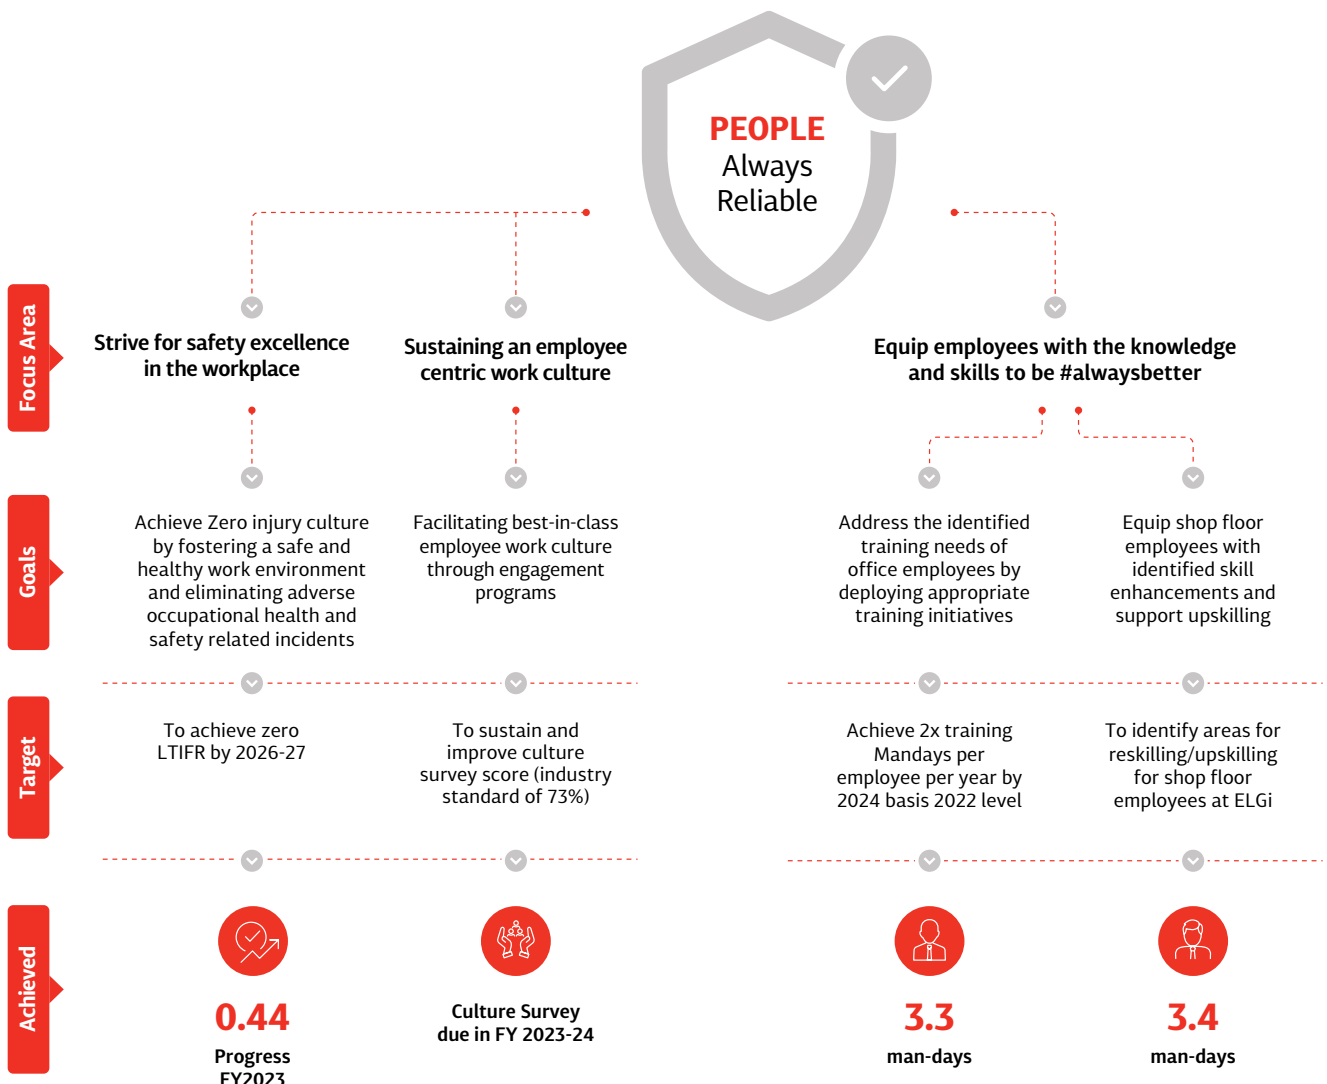 PEOPLE
Always
Reliable
Focus Area
Strive for safety excellence
in the workplace
Sustaining an employee
centric work culture
Equip employees with the knowledge
and skills to be #alwaysbetter
Goals
Achieve Zero injury culture
by fostering a safe and
healthy work environment
and eliminating adverse
occupational health and
safety related incidents
Facilitating best-in-class
employee work culture
through engagement
programs
Address the identified
training needs of
office employees by
deploying appropriate
training initiatives
Equip shop floor
employees with
identified skill
enhancements and
support upskilling
Target
To achieve zero
LTIFR by 2026-27
To sustain and
improve culture
survey score (industry
standard of 73%)
Achieve 2x training
Mandays per
employee per year by
2024 basis 2022 level
To identify areas for
reskilling/upskilling
for shop floor
employees at ELGi
Achieved
0.44
Progress
FY2023
Culture Survey
due in FY 2023-24
3.3
man-days
3.4
man-days